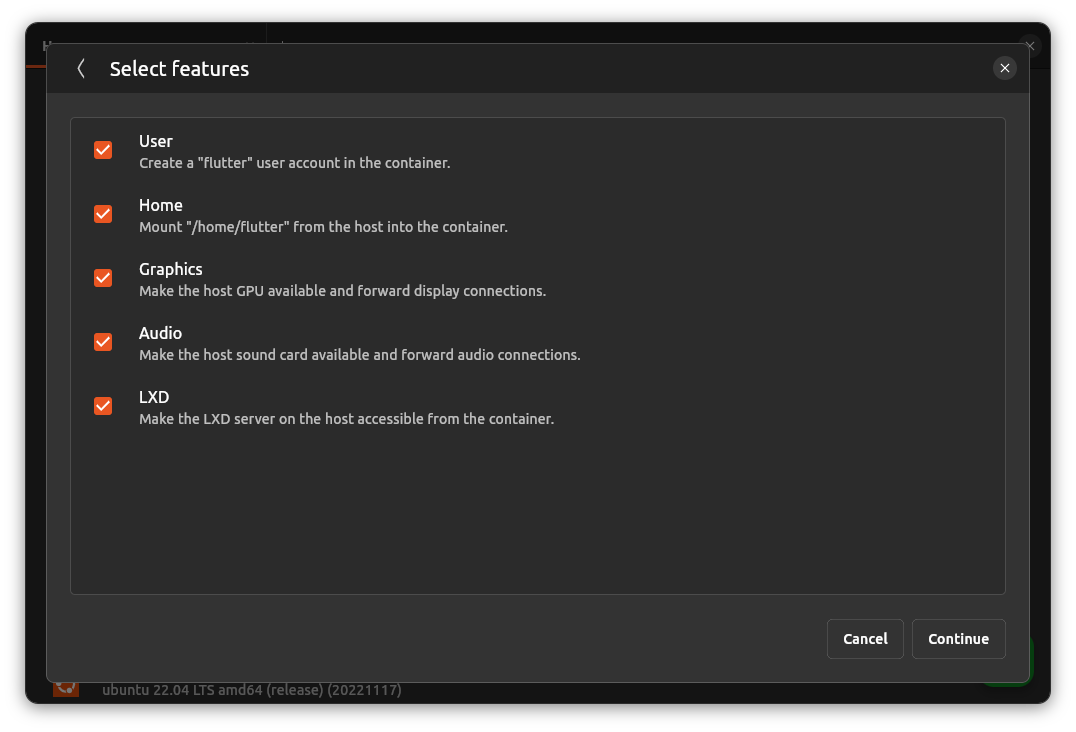 Select features
User
Create a "flutter" user account in the container.
Home
Mount "/home/flutter" from the host into the container.
Graphics
Make the host GPU available and forward display connections.
Audio
Make the host sound card available and forward audio connections.
LXD
Make the LXD server on the host accessible from the container.
Cancel
Continue
ubuntu 22.04 LTS amd64 (release) (20221117)